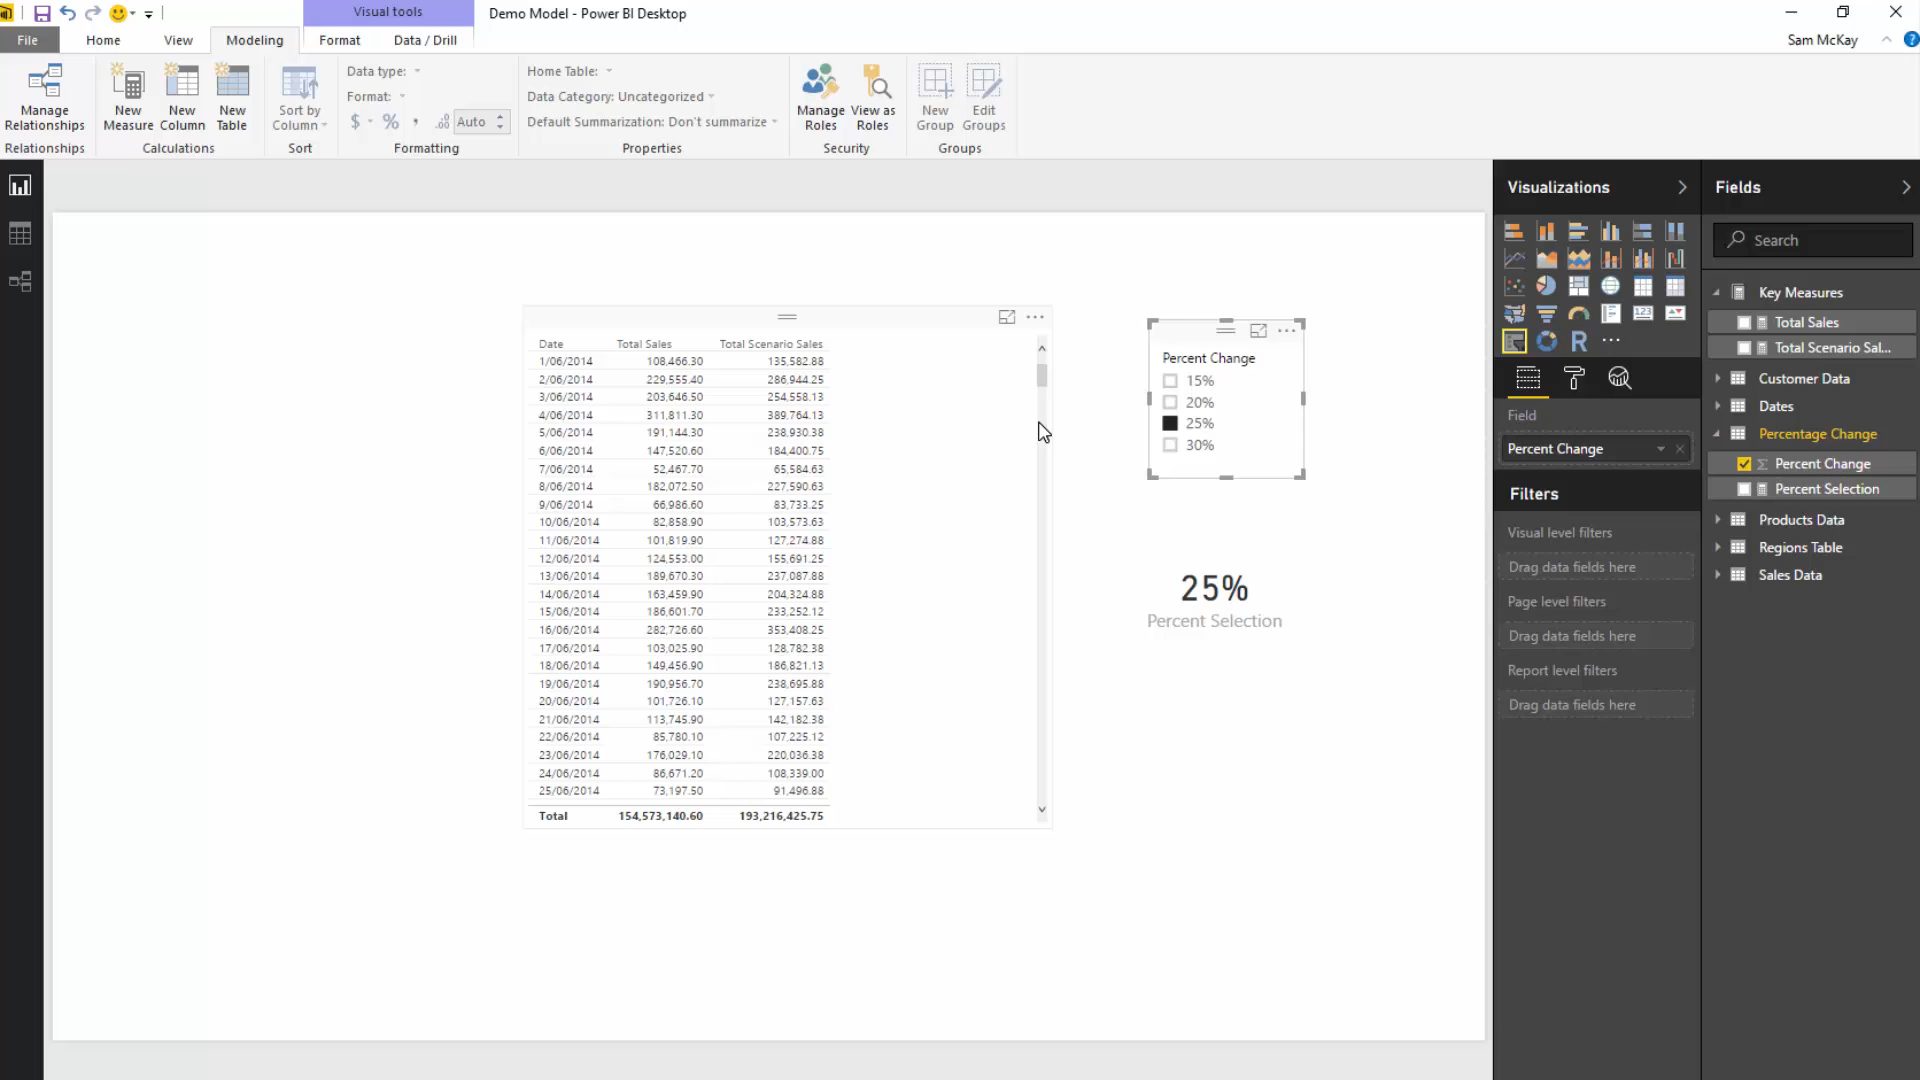 Visual tools
Demo Model - Power BI Desktop
File Home View Modeling Format Data / Drill
Sam McKay
Manage Relationships
Relationships
New Measure
New Column
New Table
Calculations
Sort by Column
Sort
Data type:
Format:
$ % , .00 Auto
Formatting
Home Table:
Data Category: Uncategorized
Default Summarization: Don't summarize
Properties
Manage Roles
View as Roles
Security
New Group
Edit Groups
Groups
Date Total Sales Total Scenario Sales
1/06/2014 108,466.30 135,582.88
2/06/2014 229,555.40 286,944.25
3/06/2014 203,646.50 254,558.13
4/06/2014 311,811.30 389,764.13
5/06/2014 191,144.30 238,930.38
6/06/2014 147,520.60 184,400.75
7/06/2014 52,467.70 65,584.63
8/06/2014 182,072.50 227,590.63
9/06/2014 66,986.60 83,733.25
10/06/2014 82,858.90 103,573.63
11/06/2014 101,819.90 127,274.88
12/06/2014 124,553.00 155,691.25
13/06/2014 189,670.30 237,087.88
14/06/2014 163,459.90 204,324.88
15/06/2014 186,601.70 233,252.12
16/06/2014 282,726.60 353,408.25
17/06/2014 103,025.90 128,782.38
18/06/2014 149,456.90 186,821.13
19/06/2014 190,956.70 238,695.88
20/06/2014 101,726.10 127,157.63
21/06/2014 113,745.90 142,182.38
22/06/2014 85,780.10 107,225.12
23/06/2014 176,029.10 220,036.38
24/06/2014 86,671.20 108,339.00
25/06/2014 73,197.50 91,496.88
Total 154,573,140.60 193,216,425.75
Percent Change
15%
20%
25%
30%
25%
Percent Selection
Visualizations
R
123
Field
Percent Change
Filters
Visual level filters
Drag data fields here
Page level filters
Drag data fields here
Report level filters
Drag data fields here
Fields
Search
Key Measures
Total Sales
Total Scenario Sal...
Customer Data
Dates
Percentage Change
Percent Change
Percent Selection
Products Data
Regions Table
Sales Data